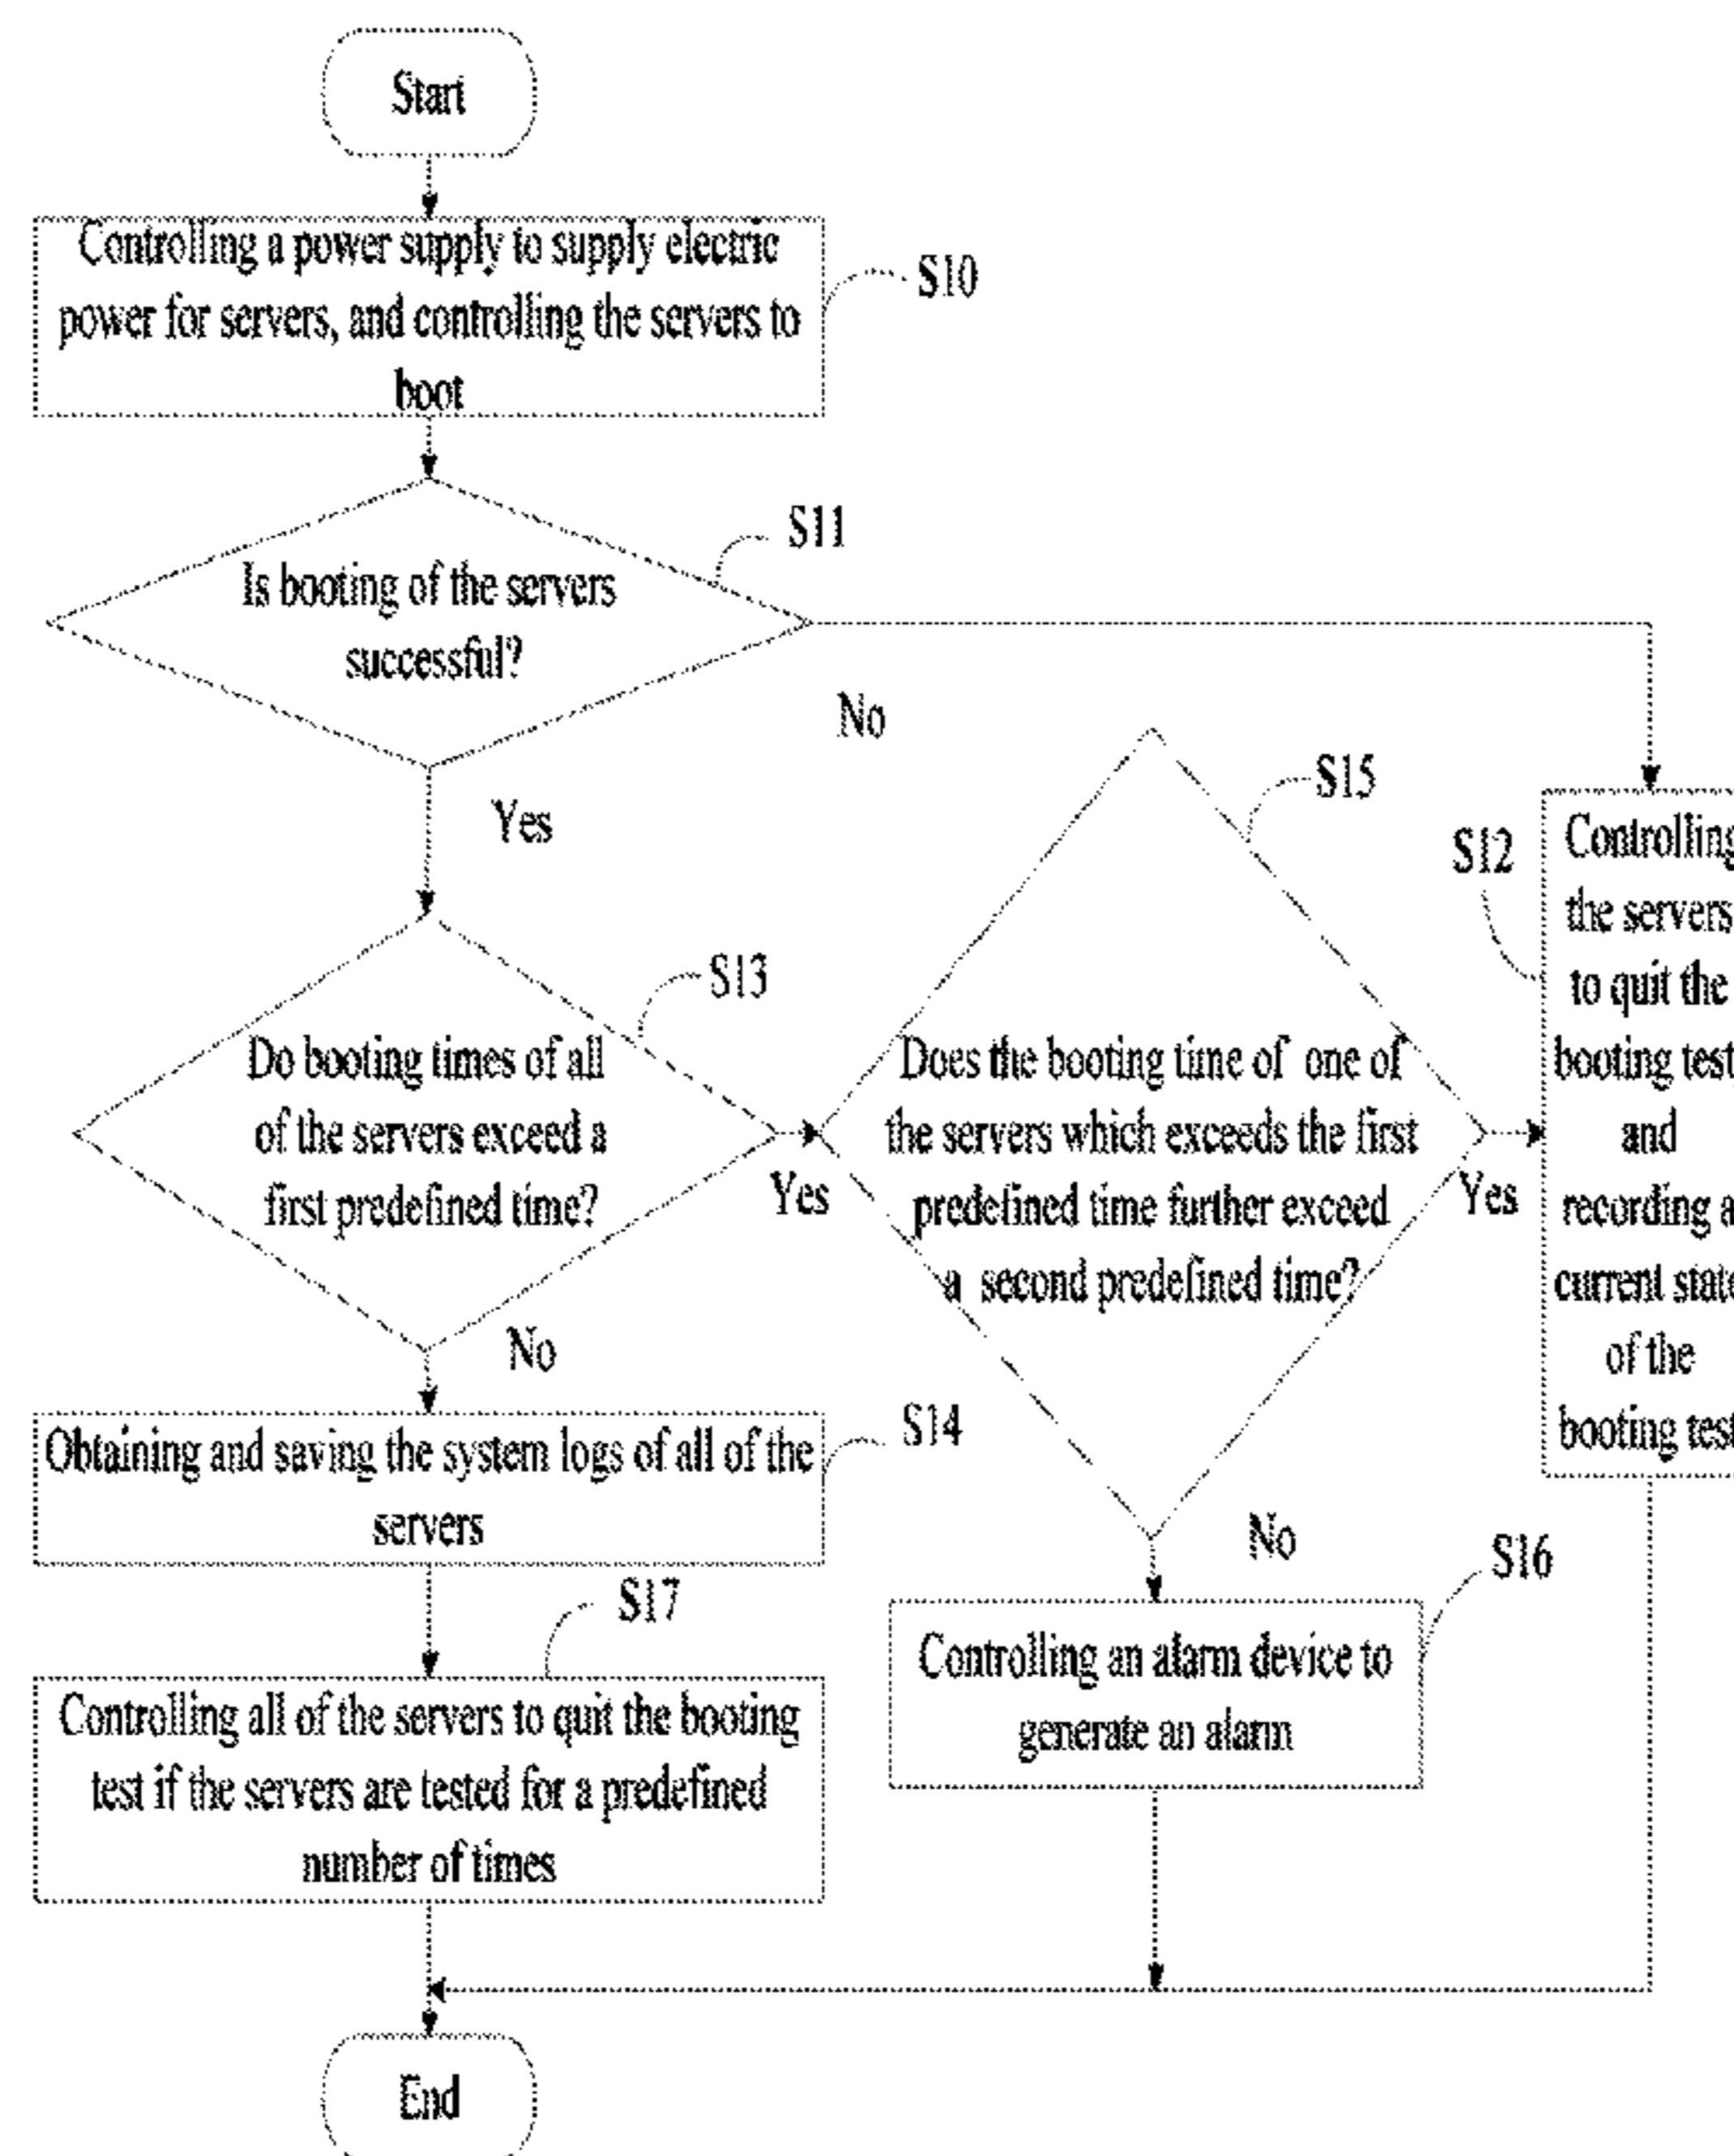 Start
Controlling a power supply to supply electric
power for servers, and controlling the servers to
boot
S10
Is booting of the servers
successful?
S11
No
Yes
Do booting times of all
of the servers exceed a
first predefined time?
S13
Yes
No
Does the booting time of one of
the servers which exceeds the first
predefined time further exceed
a second predefined time?
S15
Yes
No
S12
Controlling
the servers
to quit the
booting test,
and
recording a
current state
of the
booting test
Obtaining and saving the system logs of all of the
servers
S14
S17
Controlling all of the servers to quit the booting
test if the servers are tested for a predefined
number of times
Controlling an alarm device to
generate an alarm
S16
End